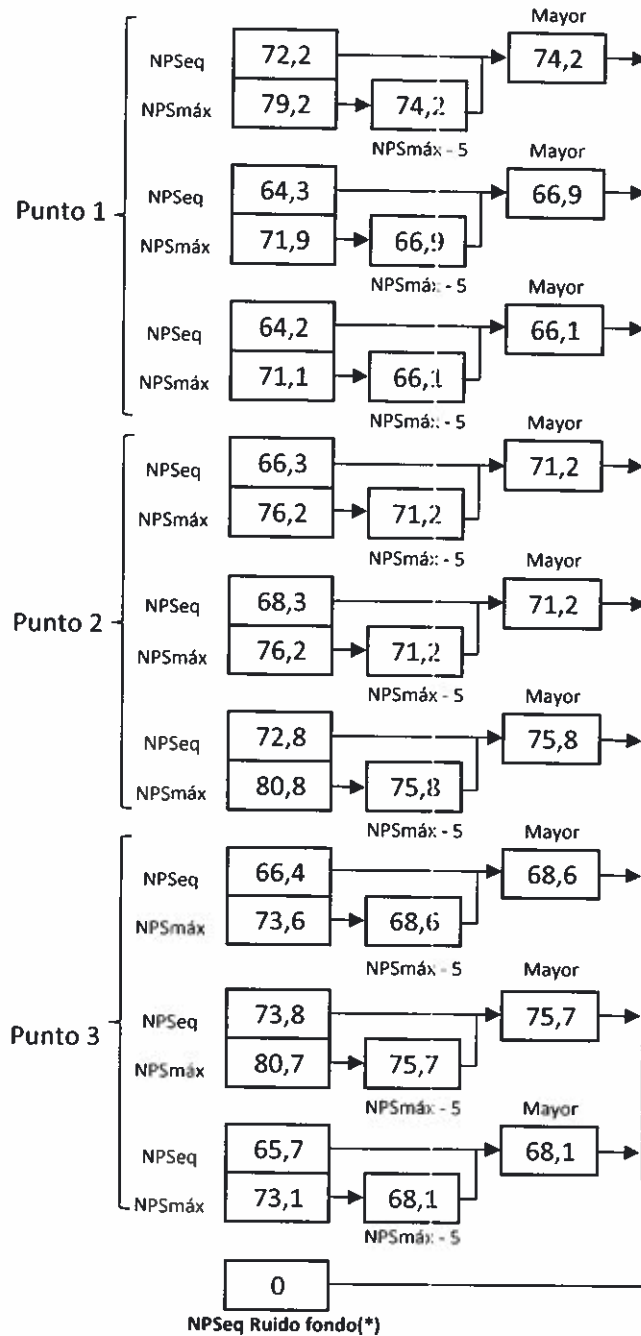 Mayor
NPSeq 72,2 74,2
NPSmáx 79,2 74,2
NPSmáx - 5
Mayor
NPSeq 64,3 66,9
Punto 1
NPSmáx 71,9 66,9
NPSmáx - 5
Mayor
NPSeq 64,2 66,1
NPSmáx 71,1 66,1
NPSmáx - 5
Mayor
NPSeq 66,3 71,2
NPSmáx 76,2 71,2
NPSmáx - 5
Mayor
NPSeq 68,3 71,2
Punto 2
NPSmáx 76,2 71,2
NPSmáx - 5
Mayor
NPSeq 72,8 75,8
NPSmáx 80,8 75,8
NPSmáx - 5
Mayor
NPSeq 66,4 68,6
NPSmáx 73,6 68,6
NPSmáx - 5
Mayor
NPSeq 73,8 75,7
Punto 3
NPSmáx 80,7 75,7
NPSmáx - 5
Mayor
NPSeq 65,7 68,1
NPSmáx 73,1 68,1
NPSmáx - 5
0
NPSeq Ruido fondo(*)